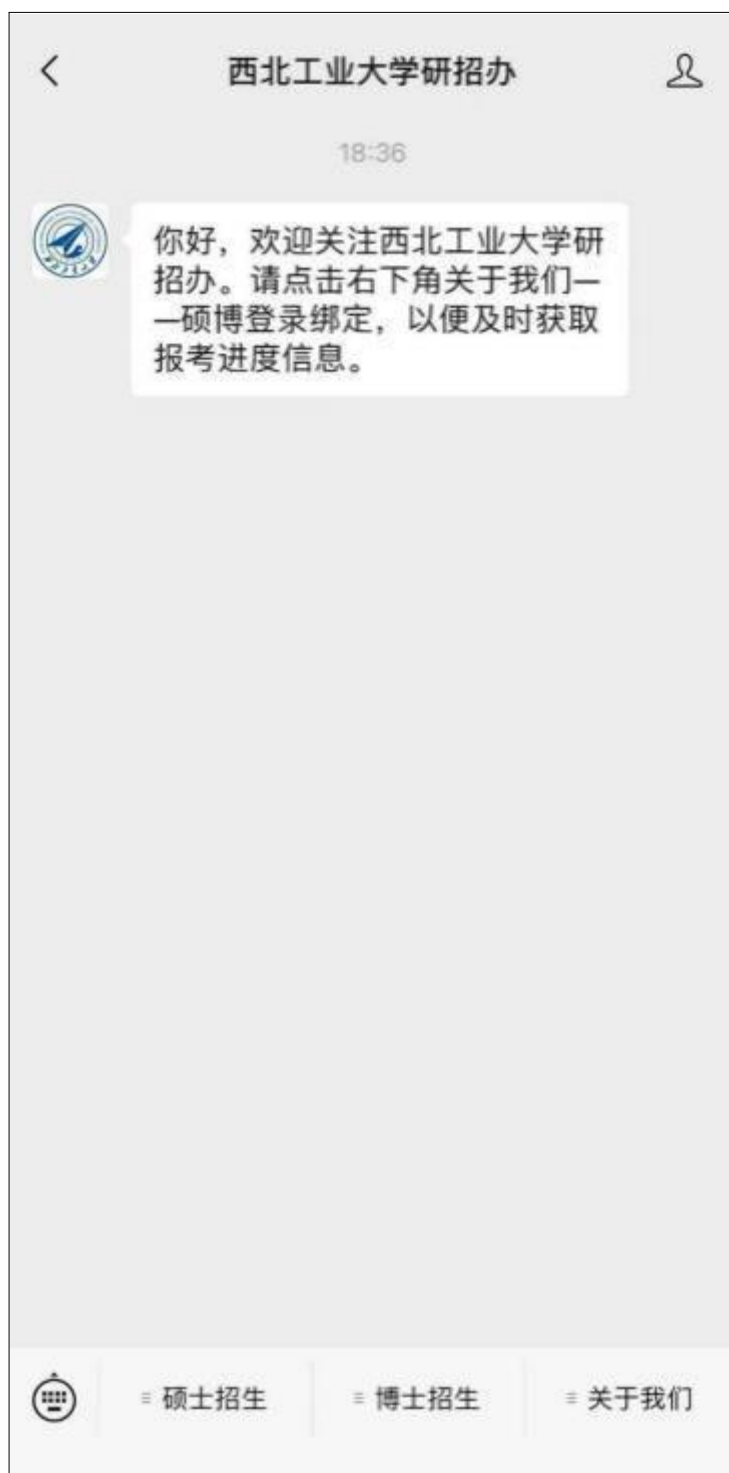 西北工业大学研招办
18:36
你好，欢迎关注西北工业大学研
招办。请点击右下角关于我们—
—硕博登录绑定，以便及时获取
报考进度信息。
硕士招生
博士招生
关于我们